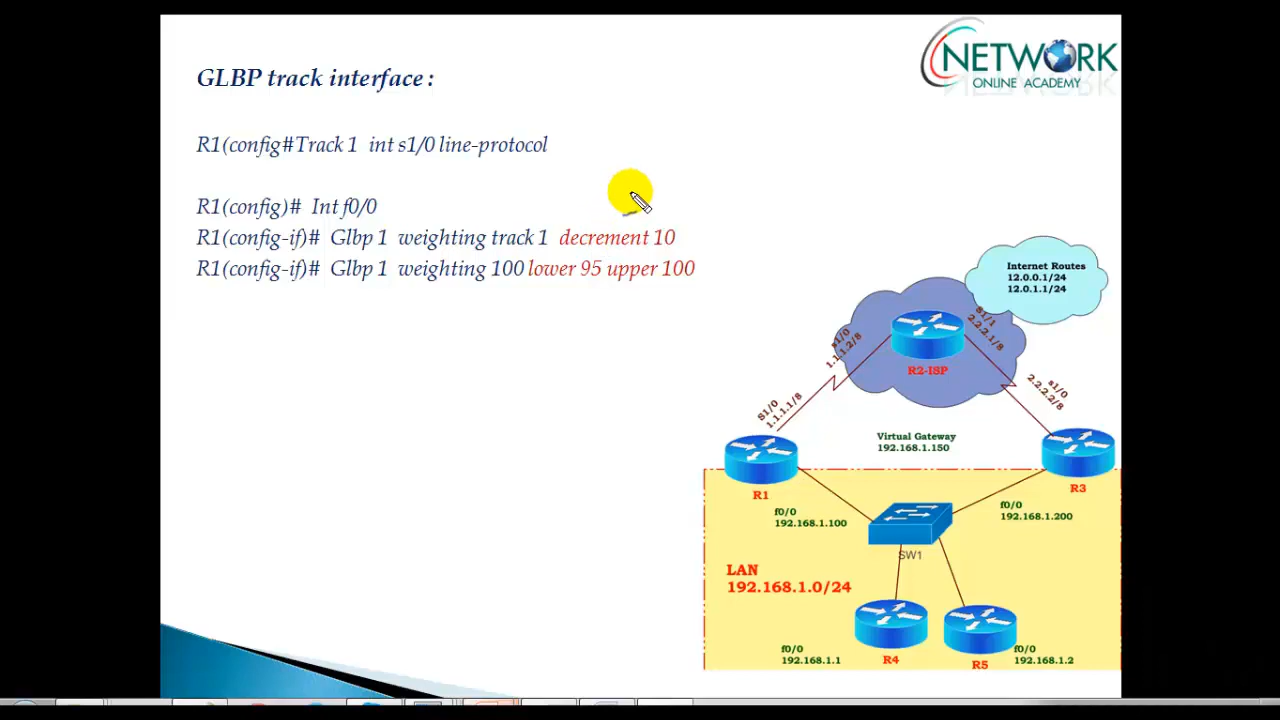 NETWORK
ONLINE ACADEMY
GLBP track interface :
R1(config#Track 1 int s1/0 line-protocol
R1(config)# Int f0/0
R1(config-if)# Glbp 1 weighting track 1 decrement 10
R1(config-if)# Glbp 1 weighting 100 lower 95 upper 100
Internet Routes
12.0.0.1/24
12.0.1.1/24
s1/0
1.1.1.2/8
S1/1
2.2.2.1/8
R2-ISP
S1/0
1.1.1.1/8
s1/0
2.2.2.2/8
Virtual Gateway
192.168.1.150
R1
R3
f0/0
192.168.1.100
f0/0
192.168.1.200
SW1
LAN
192.168.1.0/24
f0/0
192.168.1.1
R4
R5
f0/0
192.168.1.2